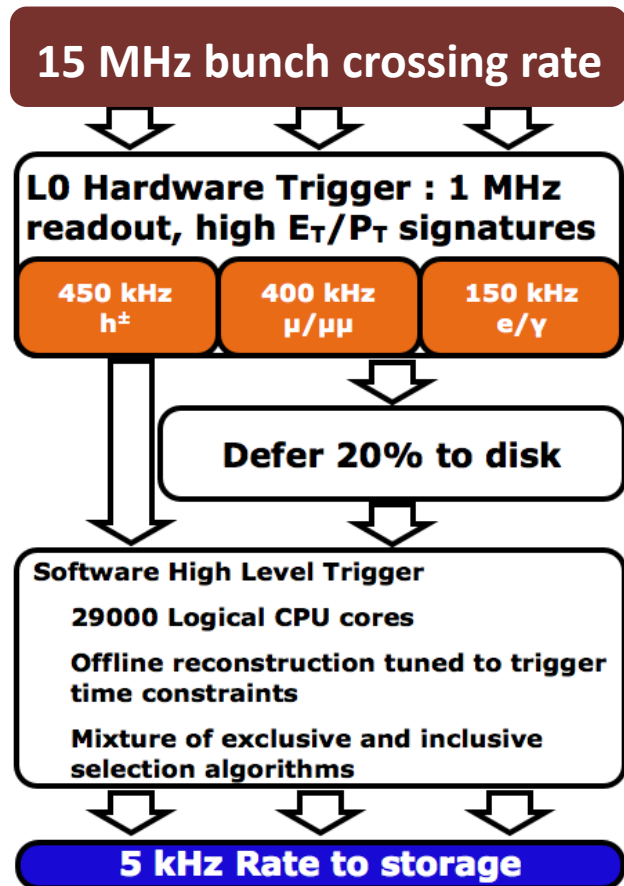 15 MHz bunch crossing rate
L0 Hardware Trigger : 1 MHz
readout, high E_T/P_T signatures
450 kHz
h±
400 kHz
μ/μμ
150 kHz
e/γ
Defer 20% to disk
Software High Level Trigger
29000 Logical CPU cores
Offline reconstruction tuned to trigger
time constraints
Mixture of exclusive and inclusive
selection algorithms
5 kHz Rate to storage